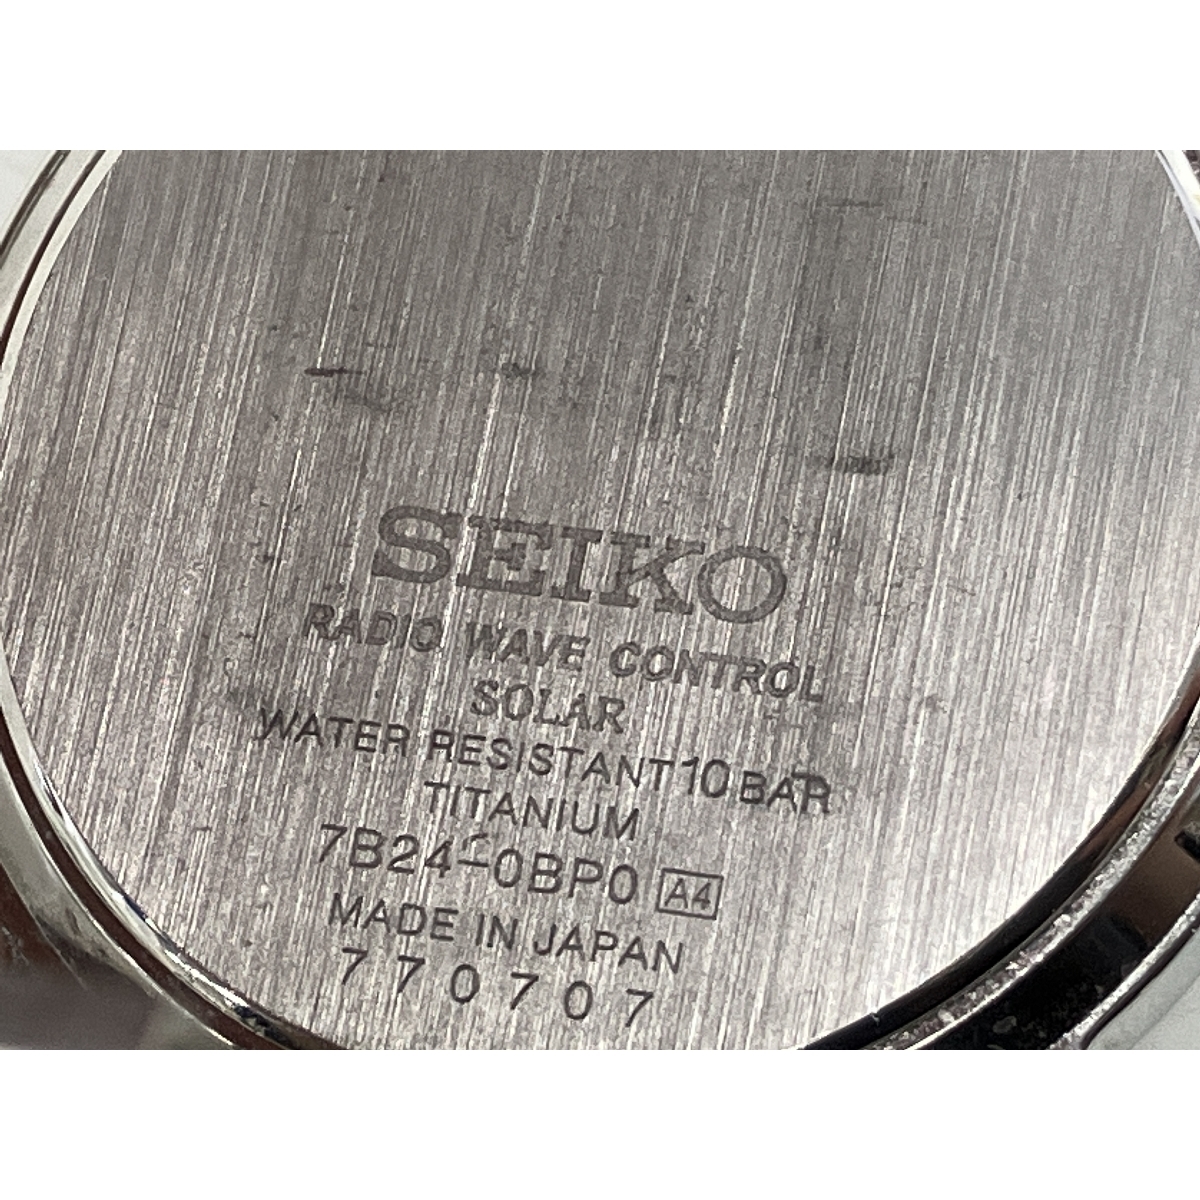 SEIKO
RADIO WAVE CONTROL
SOLAR
WATER RESISTANT 10 BAR
TITANIUM
7B24-0BP0 A4
MADE IN JAPAN
770707